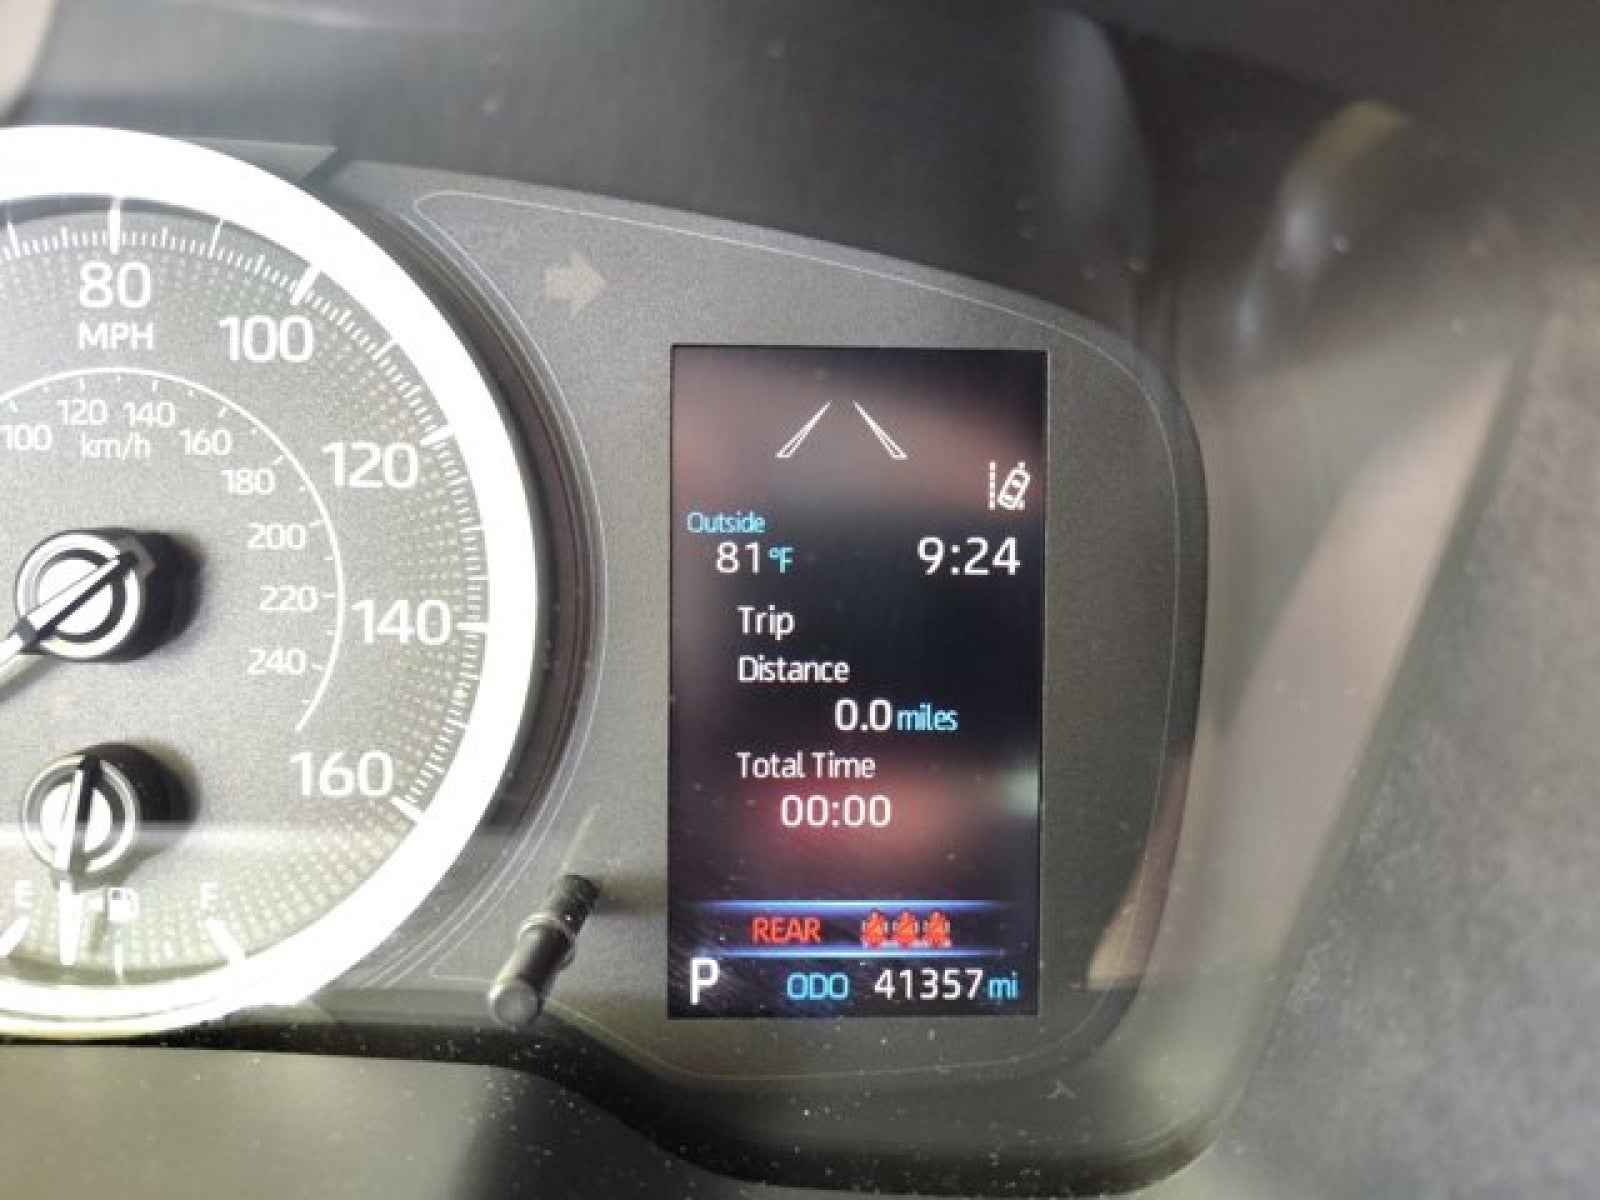 80
MPH
100
120
140
160
100
120
140
km/h
160
180
200
220
240
E
F
Outside
81°F
9:24
Trip
Distance
0.0 miles
Total Time
00:00
REAR
P
ODO 41357 mi